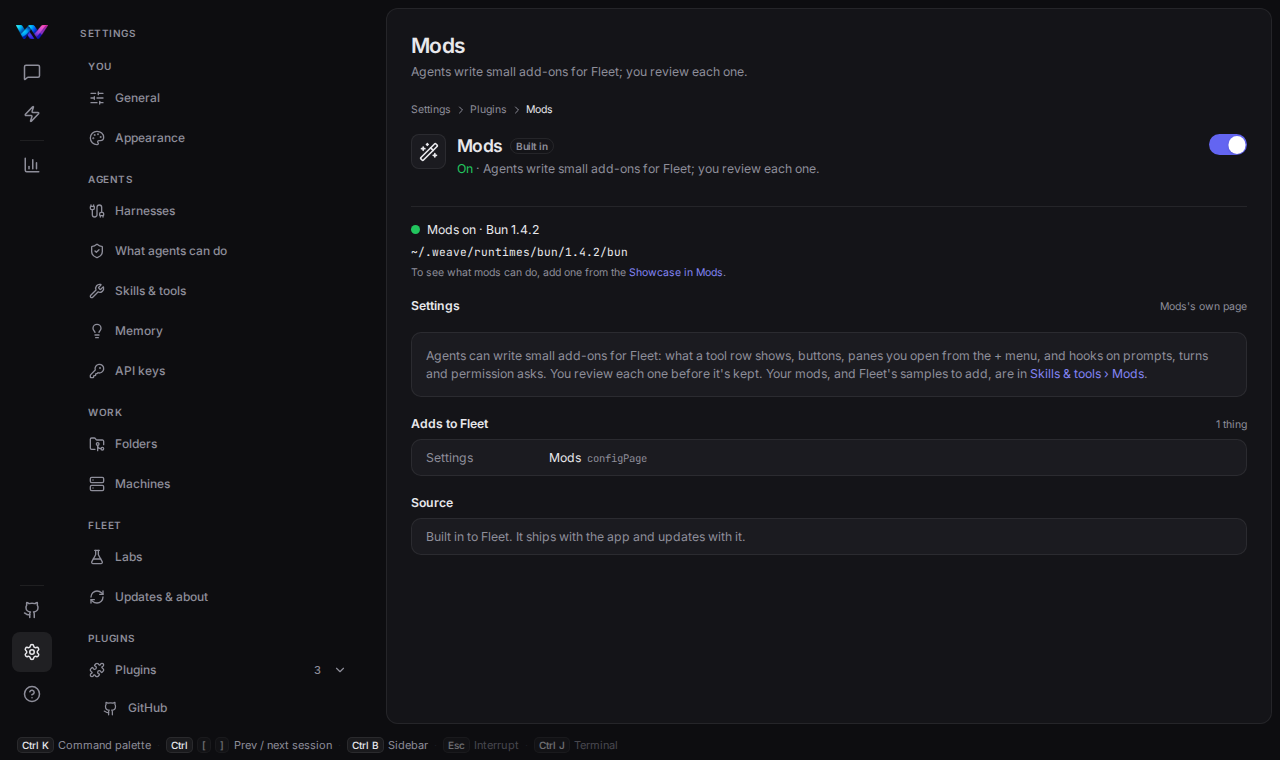 SETTINGS
YOU
General
Appearance
AGENTS
Harnesses
What agents can do
Skills & tools
Memory
API keys
WORK
Folders
Machines
FLEET
Labs
Updates & about
PLUGINS
Plugins 3
GitHub
Mods
Agents write small add-ons for Fleet; you review each one.
Settings > Plugins > Mods
Mods Built in
On · Agents write small add-ons for Fleet; you review each one.
Mods on · Bun 1.4.2
~/.weave/runtimes/bun/1.4.2/bun
To see what mods can do, add one from the Showcase in Mods.
Settings Mods's own page
Agents can write small add-ons for Fleet: what a tool row shows, buttons, panes you open from the + menu, and hooks on prompts, turns
and permission asks. You review each one before it's kept. Your mods, and Fleet's samples to add, are in Skills & tools › Mods.
Adds to Fleet 1 thing
Settings Mods configPage
Source
Built in to Fleet. It ships with the app and updates with it.
Ctrl K Command palette Ctrl [ ] Prev / next session Ctrl B Sidebar Esc Interrupt Ctrl J Terminal